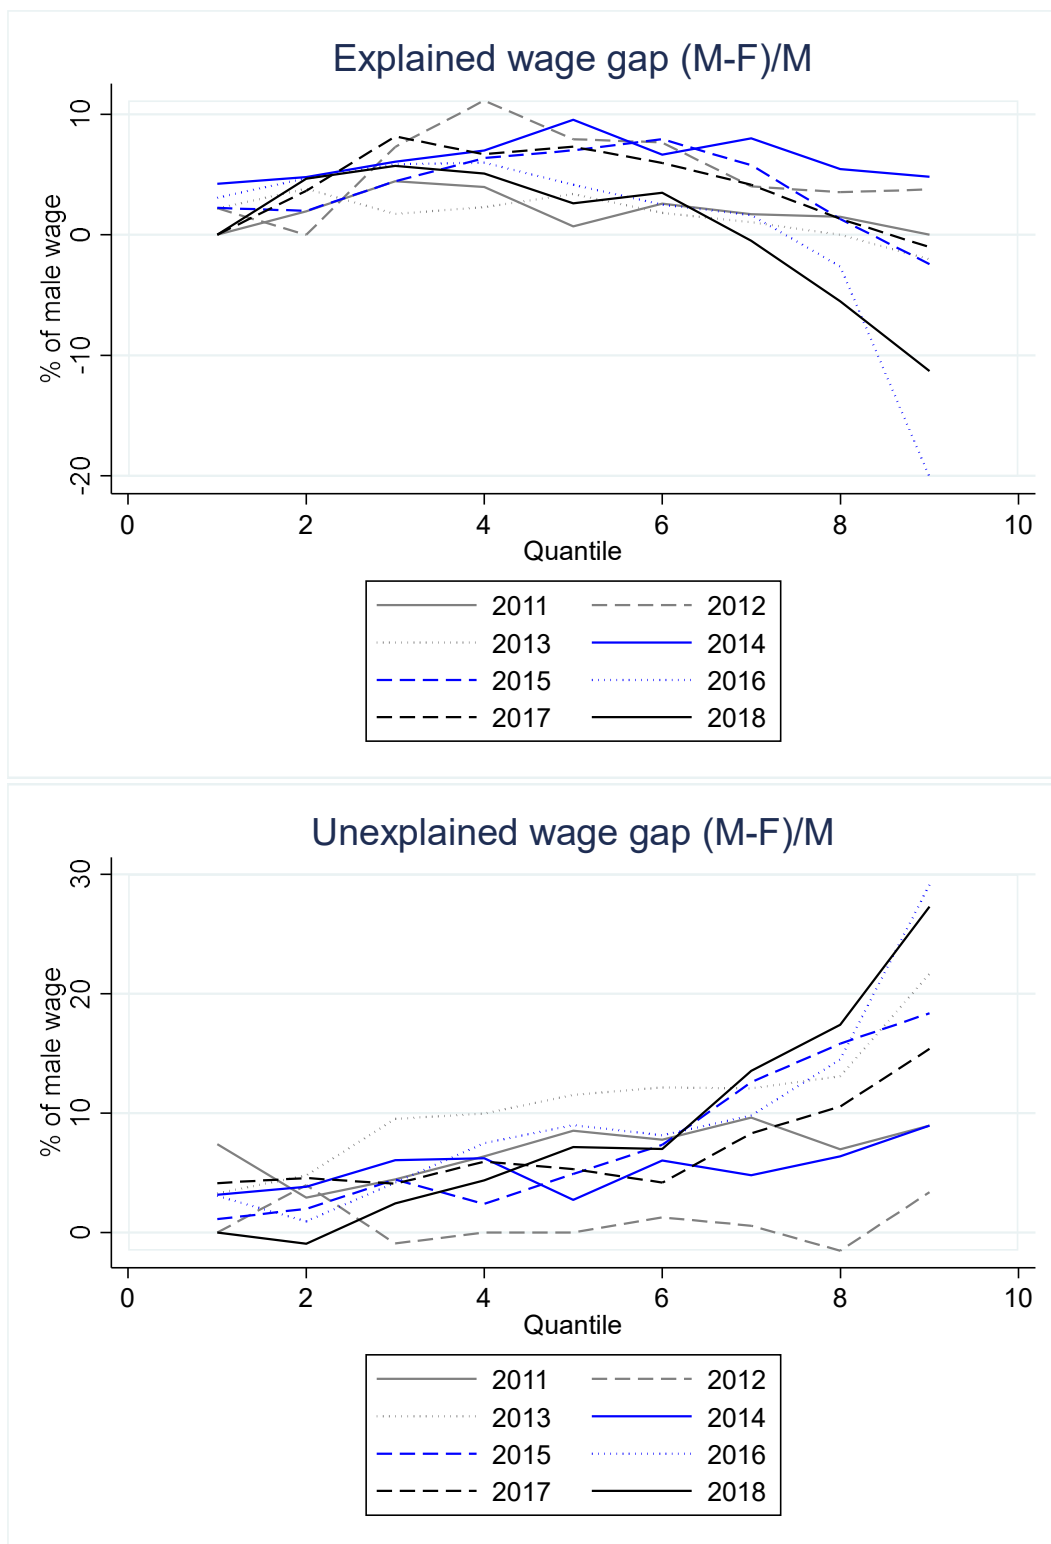 Explained wage gap (M-F)/M
% of male wage
10
0
-10
-20
0 2 4 6 8 10
Quantile
2011 2012
2013 2014
2015 2016
2017 2018
Unexplained wage gap (M-F)/M
% of male wage
30
20
10
0
0 2 4 6 8 10
Quantile
2011 2012
2013 2014
2015 2016
2017 2018